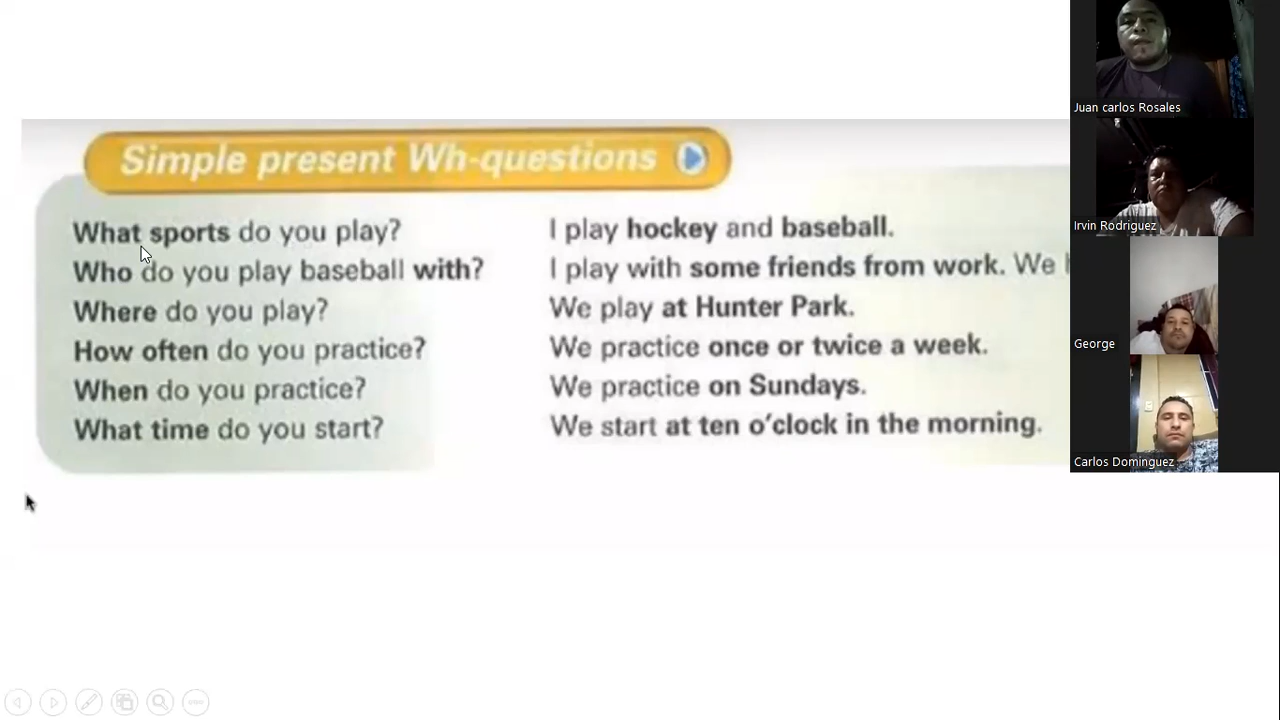 Simple present Wh-questions
What sports do you play? I play hockey and baseball.
Who do you play baseball with? I play with some friends from work. We
Where do you play? We play at Hunter Park.
How often do you practice? We practice once or twice a week.
When do you practice? We practice on Sundays.
What time do you start? We start at ten o'clock in the morning.
Juan carlos Rosales
Irvin Rodriguez
George
Carlos Dominguez